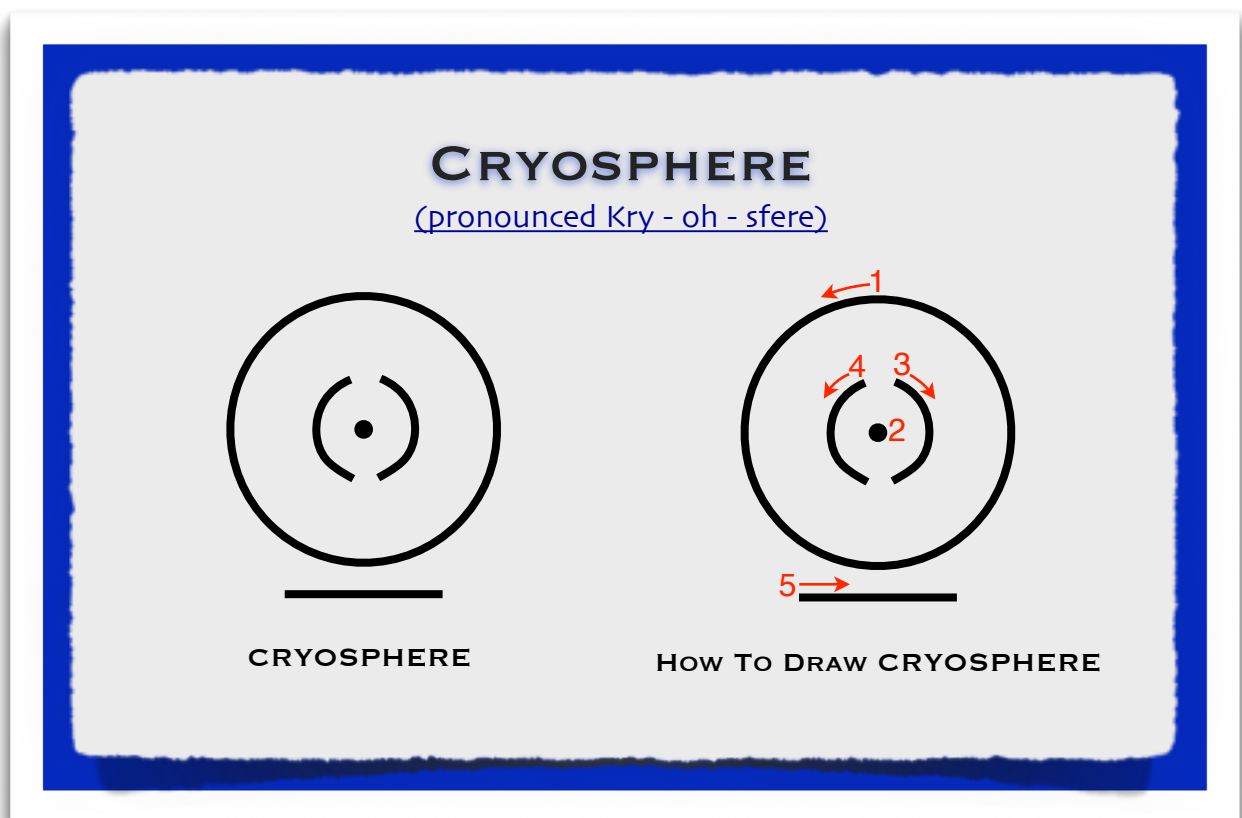 Cryosphere
(pronounced Kry - oh - sfere)
1
4 3
2
5
CRYOSPHERE
How To Draw CRYOSPHERE